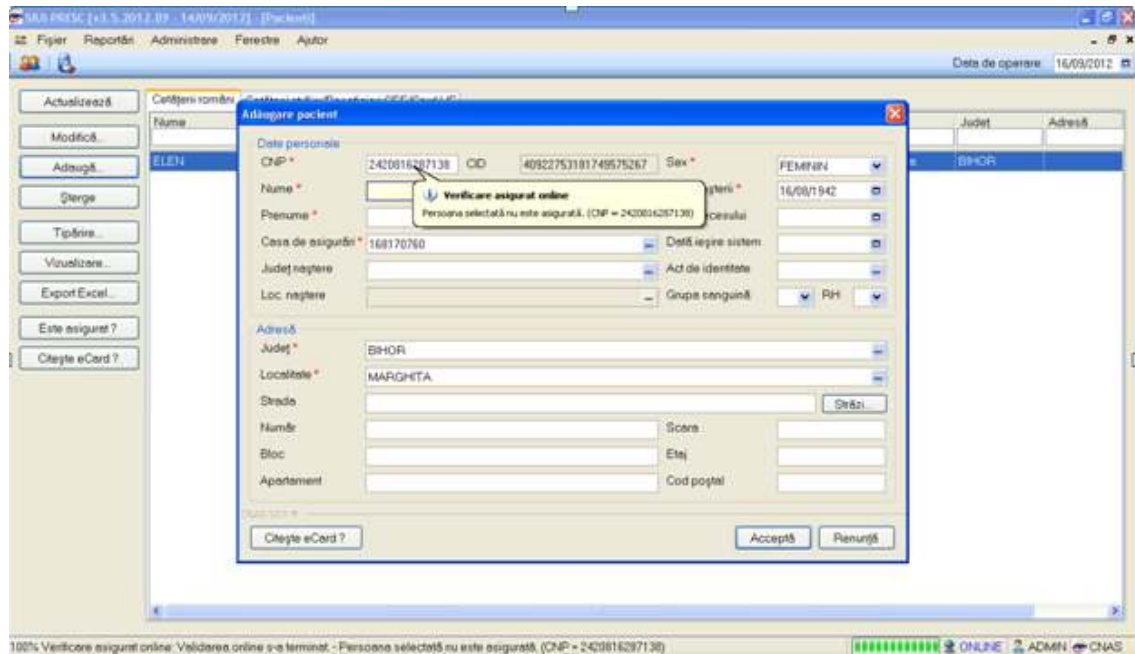 SIUI-PRESC [v3.5.2012.09 - 14/09/2012] - [Pacienti]
Fişier Raportări Administrare Ferestre Ajutor
Data de operare: 16/09/2012
Actualizează
Modifică...
Adaugă...
Şterge
Tipărire...
Vizualizare...
Export Excel...
Este asigurat ?
Citeşte eCard ?
Cetăţeni români
Nume Judeţ Adresă
ELEN BIHOR
Adăugare pacient
Date personale
CNP * 2420816287138 CID 40922753181749575267 Sex * FEMININ
Nume * 16/08/1942
Prenume *
Verificare asigurat online
Persoana selectată nu este asigurată. (CNP = 2420816287138)
Casa de asigurări * 168170760 Dată ieşire sistem
Judeţ naştere Act de identitate
Loc. naştere Grupa sanguină RH
Adresă
Judeţ * BIHOR
Localitate * MARGHITA
Strada Străzi...
Număr Scara
Bloc Etaj
Apartament Cod poştal
Citeşte eCard ? Acceptă Renunţă
100% Verificare asigurat online: Validarea online s-a terminat. - Persoana selectată nu este asigurată. (CNP = 2420816287138) ONLINE ADMIN CNAS